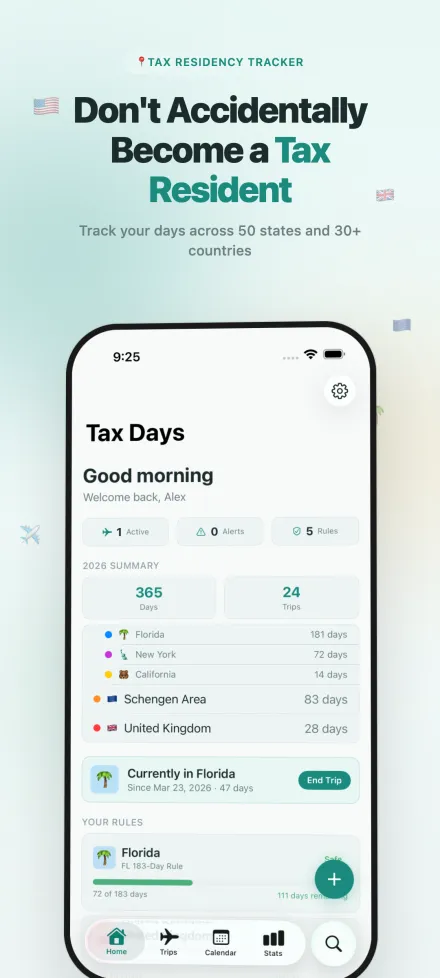 TAX RESIDENCY TRACKER
Don't Accidentally
Become a Tax
Resident
Track your days across 50 states and 30+
countries
9:25
Tax Days
Good morning
Welcome back, Alex
1 Active
0 Alerts
5 Rules
2026 SUMMARY
365
Days
24
Trips
Florida 181 days
New York 72 days
California 14 days
Schengen Area 83 days
United Kingdom 28 days
Currently in Florida
Since Mar 23, 2026 · 47 days
End Trip
YOUR RULES
Florida
FL 183-Day Rule
Safe
72 of 183 days
111 days
Home
Trips
Calendar
Stats